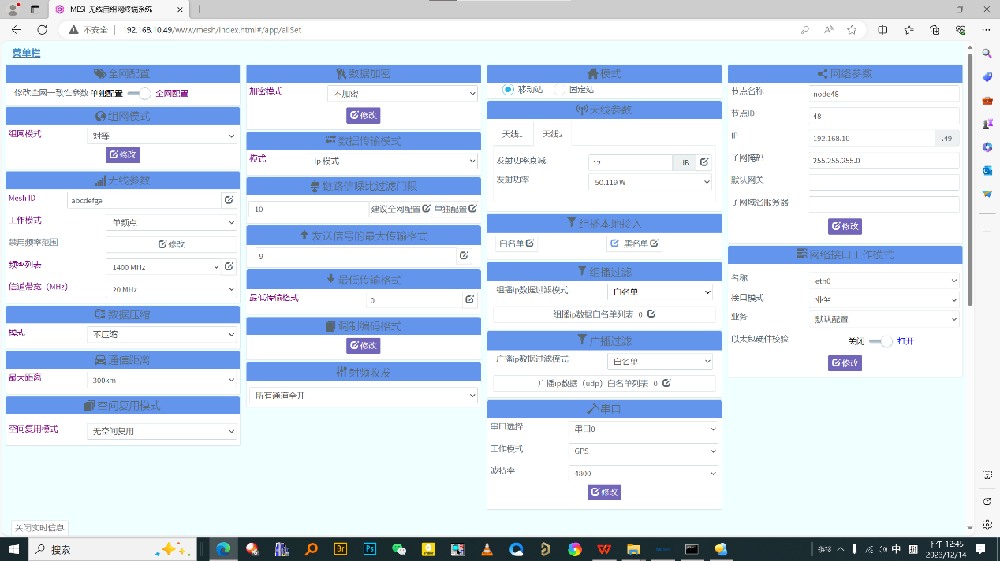 MESH无线自组网终端系统
不安全 192.168.10.49/www/mesh/index.html#/app/allSet
菜单栏
全网配置
修改全网一致性参数 单独配置 全网配置
组网模式
组网模式 对等
修改
无线参数
Mesh ID abcdefge
工作模式 单频点
禁用频率范围 修改
频率列表 1400 MHz
信道带宽（MHz） 20 MHz
数据压缩
模式 不压缩
通信距离
最大距离 300km
空间复用模式
空间复用模式 无空间复用
数据加密
加密模式 不加密
修改
数据传输模式
模式 Ip 模式
链路信噪比过滤门限
-10 建议全网配置 单独配置
发送信号的最大传输格式
9
最低传输格式
最低传输格式 0
调制编码格式
修改
射频收发
所有通道全开
模式
移动站 固定站
天线参数
天线1 天线2
发射功率衰减 12 dB
发射功率 50.119 W
组播本地接入
白名单 黑名单
组播过滤
组播ip数据过滤模式 白名单
组播ip数据白名单列表 0
广播过滤
广播ip数据过滤模式 白名单
广播ip数据（udp）白名单列表 0
串口
串口选择 串口0
工作模式 GPS
波特率 4800
修改
网络参数
节点名称 node48
节点ID 48
IP 192.168.10 .49
子网掩码 255.255.255.0
默认网关
子网域名服务器
修改
网络接口工作模式
名称 eth0
接口模式 业务
业务 默认配置
以太包硬件校验 关闭 打开
修改
关闭实时信息
搜索
Br
Ps
MESH
链接
中
拼
下午 12:45
2023/12/14